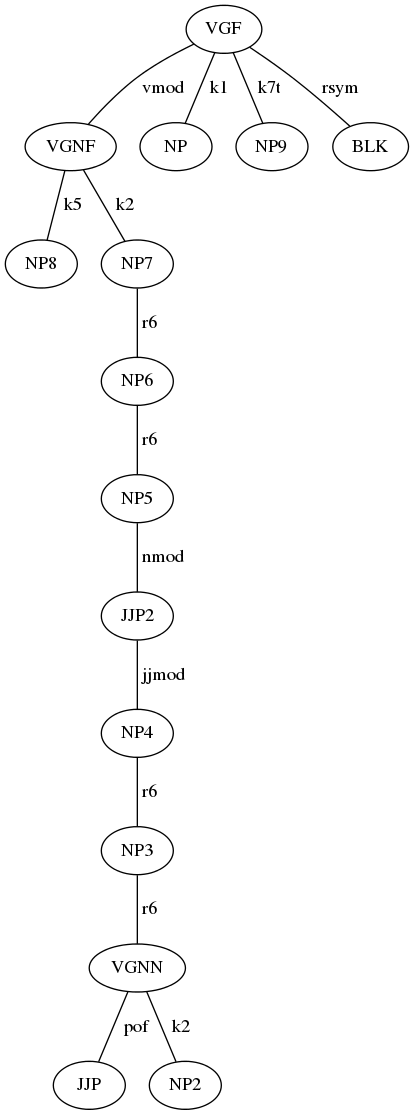 VGF
vmod k1 k7t rsym
VGNF NP NP9 BLK
k5 k2
NP8 NP7
r6
NP6
r6
NP5
nmod
JJP2
jjmod
NP4
r6
NP3
r6
VGNN
pof k2
JJP NP2